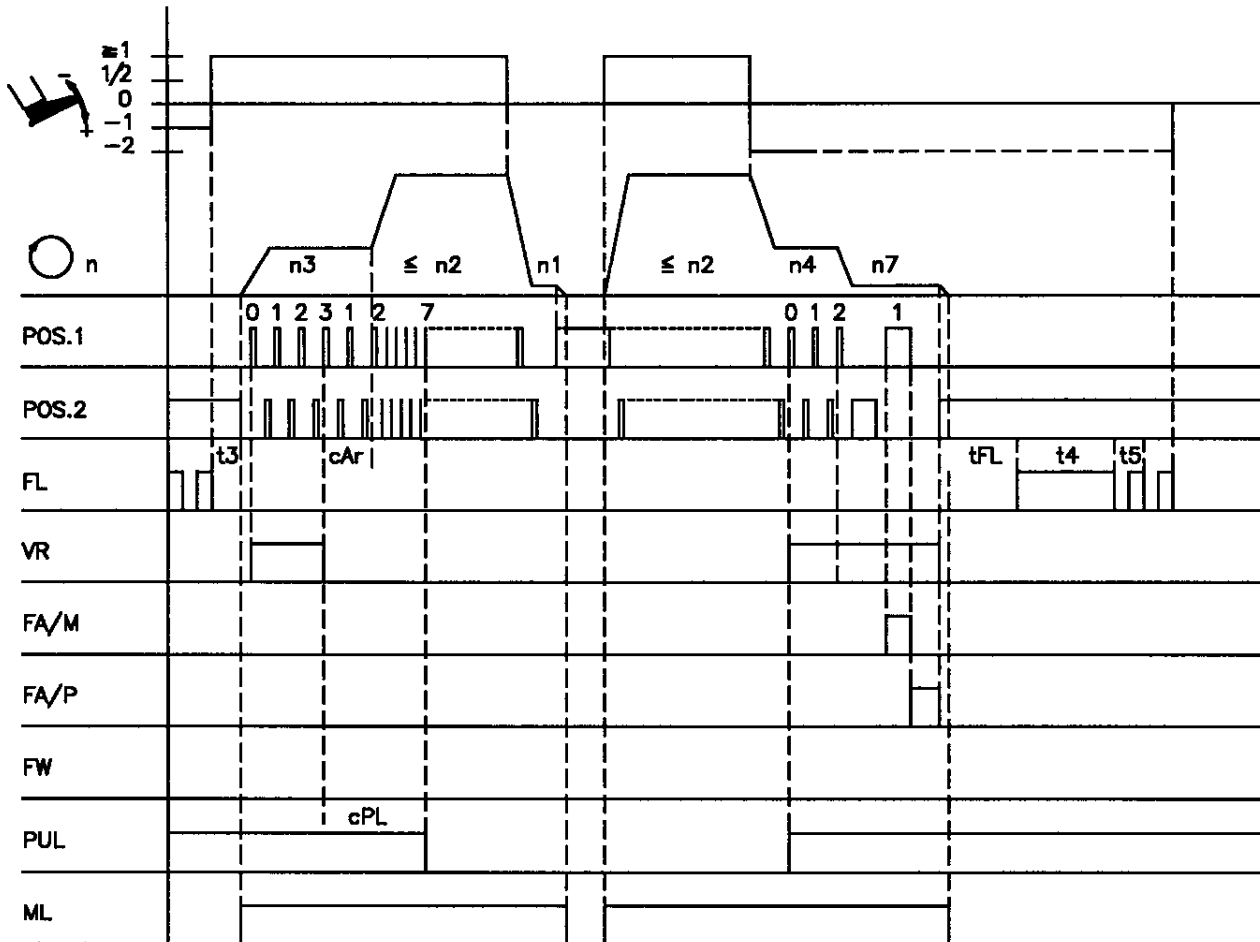 ≧1
1/2
0
-1
-2
- +
n
n3 ≦ n2 n1 ≦ n2 n4 n7
0 1 2 3 1 2 7 0 1 2 1
POS.1
POS.2
t3 cAr tFL t4 t5
FL
VR
FA/M
FA/P
FW
cPL
PUL
ML